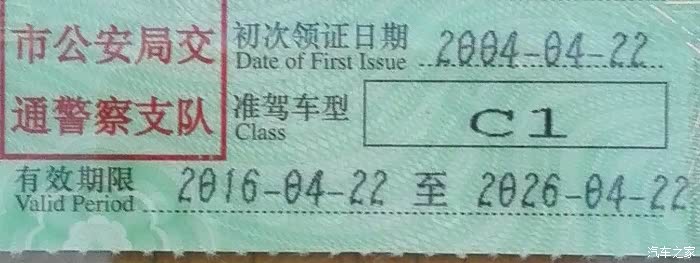 市公安局交
通警察支队
初次领证日期
Date of First Issue 2004-04-22
准驾车型
Class C1
有效期限
Valid Period 2016-04-22 至 2026-04-22
汽车之家